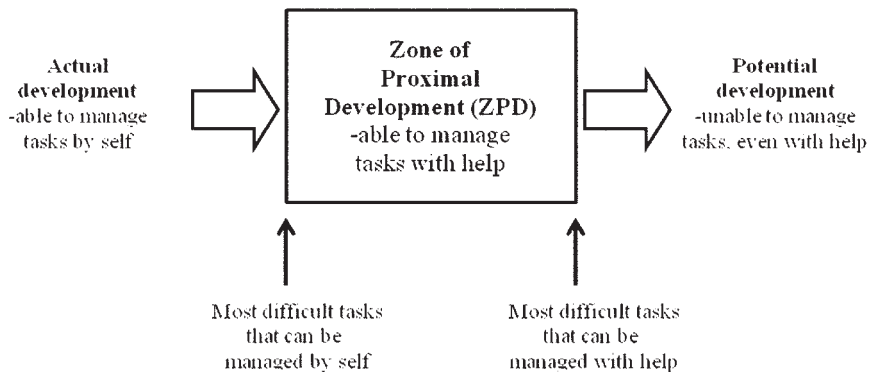 Actual
development
-able to manage
tasks by self
Zone of
Proximal
Development (ZPD)
-able to manage
tasks with help
Potential
development
-unable to manage
tasks, even with help
Most difficult tasks
that can be
managed by self
Most difficult tasks
that can be
managed with help